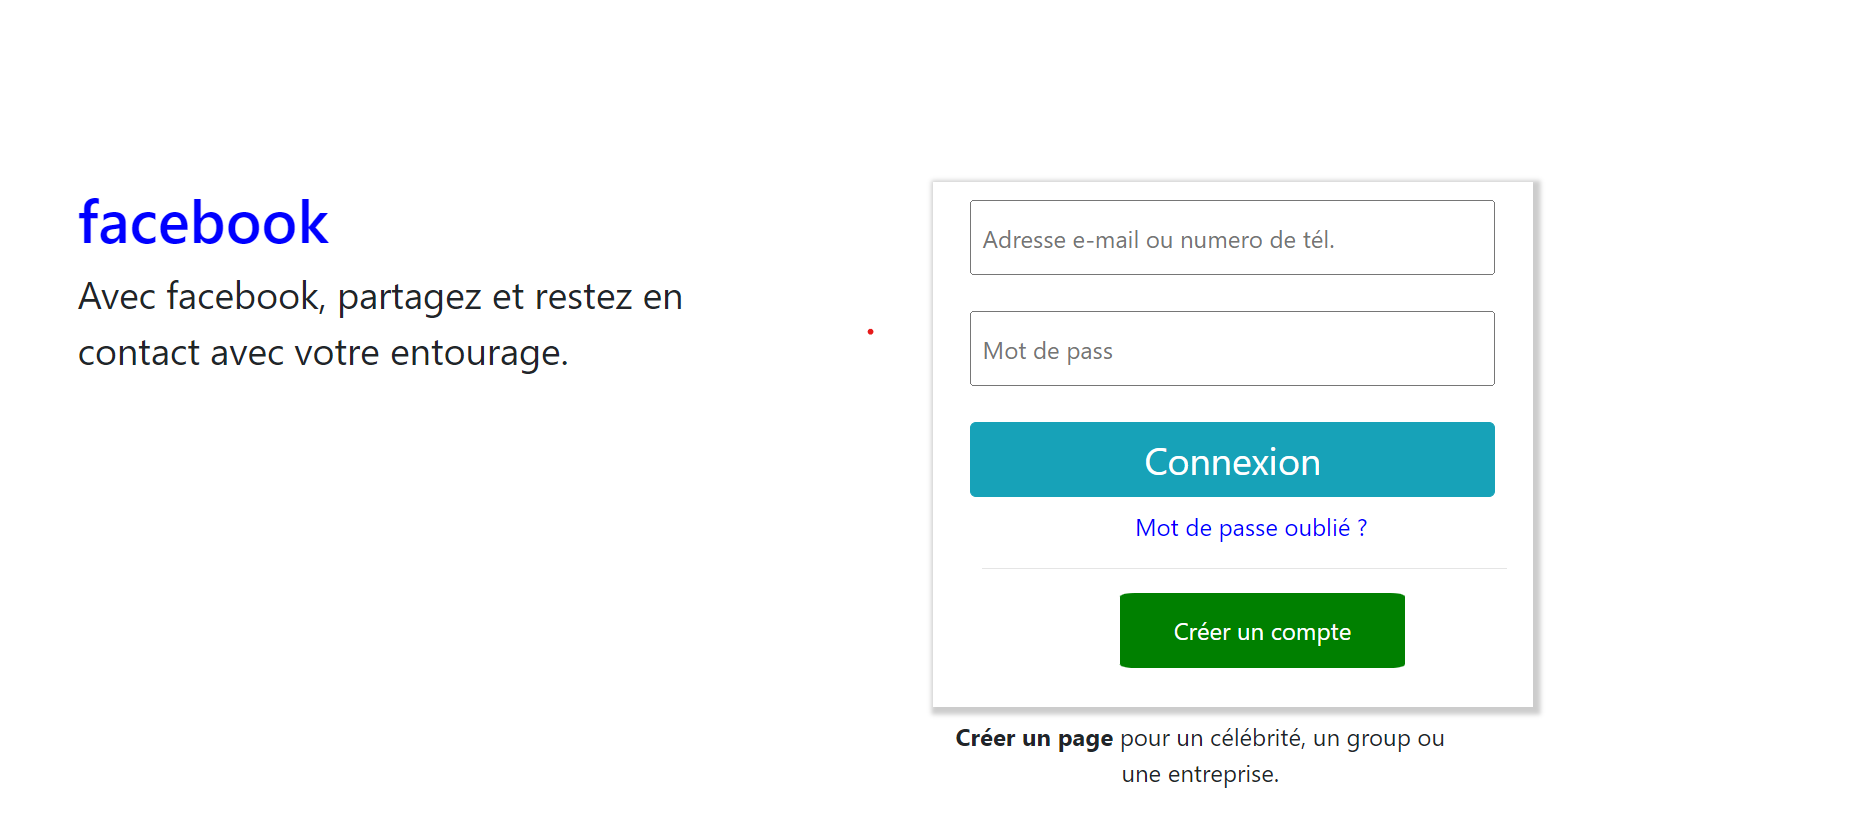 facebook
Avec facebook, partagez et restez en
contact avec votre entourage.
Adresse e-mail ou numero de tél.
Mot de pass
Connexion
Mot de passe oublié ?
Créer un compte
Créer un page pour un célébrité, un group ou
une entreprise.